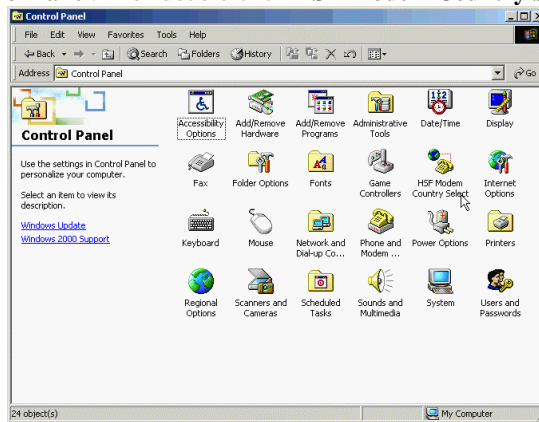 Control Panel
File Edit View Favorites Tools Help
Back Search Folders History
Address Control Panel Go
Control Panel
Use the settings in Control Panel to
personalize your computer.
Select an item to view its
description.
Windows Update
Windows 2000 Support
Accessibility Options
Add/Remove Hardware
Add/Remove Programs
Administrative Tools
Date/Time
Display
Fax
Folder Options
Fonts
Game Controllers
HSF Modem Country Select
Internet Options
Keyboard
Mouse
Network and Dial-up Co...
Phone and Modem ...
Power Options
Printers
Regional Options
Scanners and Cameras
Scheduled Tasks
Sounds and Multimedia
System
Users and Passwords
24 object(s)
My Computer